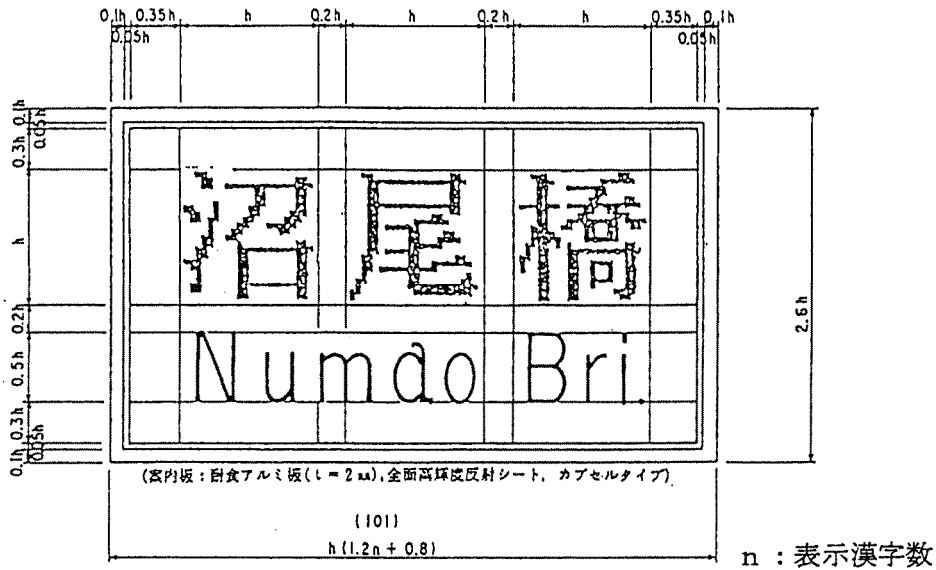 0.1h 0.35h h 0.2h h 0.2h h 0.35h 0.1h
0.05h 0.05h
0.1h
0.05h
0.3h
h
0.2h
0.5h
0.3h
0.05h
0.1h
沼尾橋
Numao Bri.
2.6h
(案内板：耐食アルミ板(t=2mm),全面高輝度反射シート, カプセルタイプ)
(101)
h(1.2n + 0.8)
n：表示漢字数